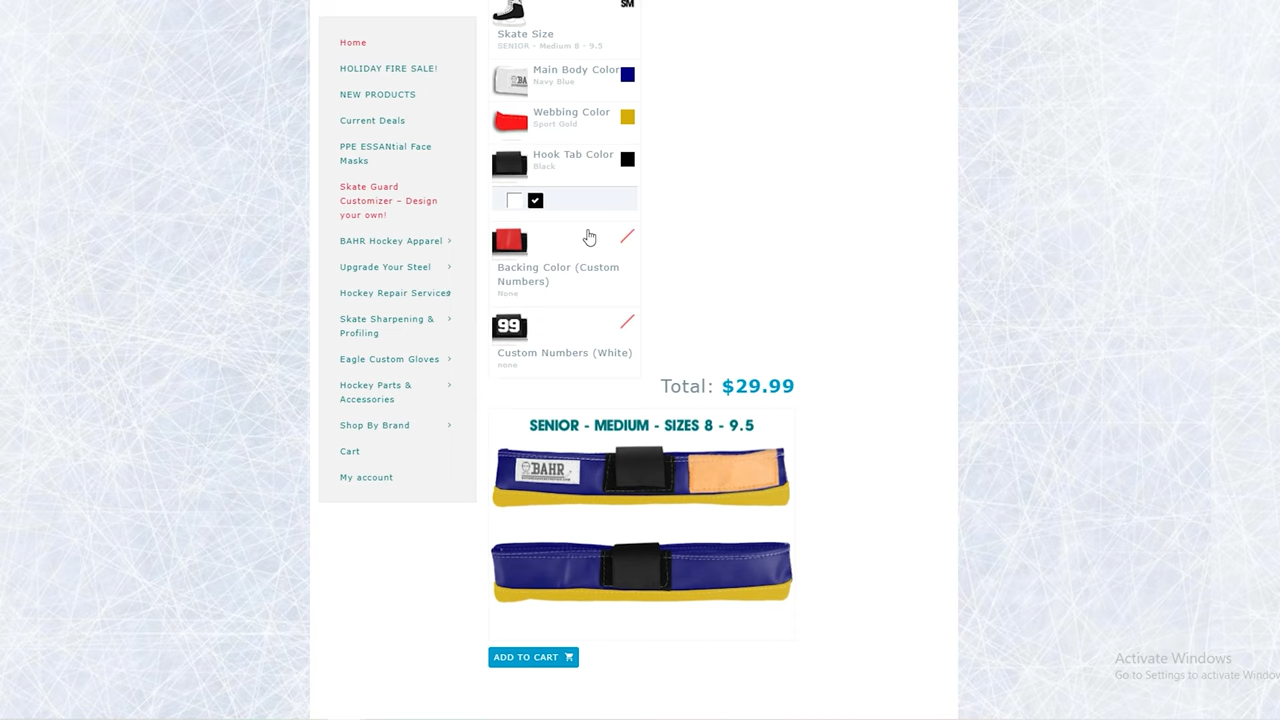 Home
HOLIDAY FIRE SALE!
NEW PRODUCTS
Current Deals
PPE ESSANtial Face
Masks
Skate Guard
Customizer – Design
your own!
BAHR Hockey Apparel
Upgrade Your Steel
Hockey Repair Services
Skate Sharpening &
Profiling
Eagle Custom Gloves
Hockey Parts &
Accessories
Shop By Brand
Cart
My account
SM
Skate Size
SENIOR - Medium 8 - 9.5
BA
Main Body Color
Navy Blue
Webbing Color
Sport Gold
Hook Tab Color
Black
Backing Color (Custom
Numbers)
None
99
Custom Numbers (White)
none
Total: $29.99
SENIOR - MEDIUM - SIZES 8 - 9.5
BAHR
ADD TO CART
Activate Windows
Go to Settings to activate Windov